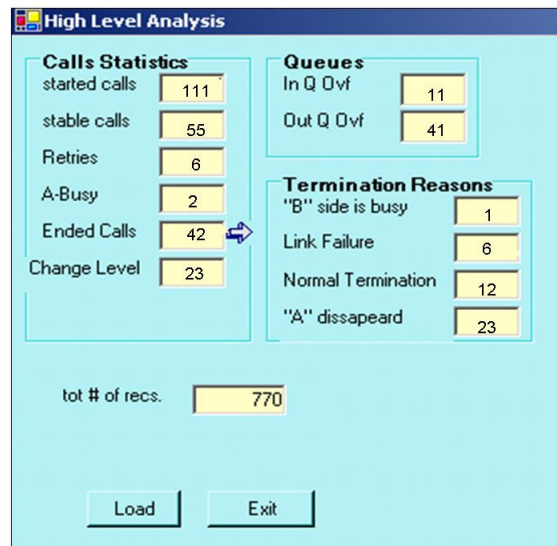 High Level Analysis
Calls Statistics
started calls 111
stable calls 55
Retries 6
A-Busy 2
Ended Calls 42
Change Level 23
Queues
In Q Ovf 11
Out Q Ovf 41
Termination Reasons
"B" side is busy 1
Link Failure 6
Normal Termination 12
"A" dissapeard 23
tot # of recs. 770
Load Exit